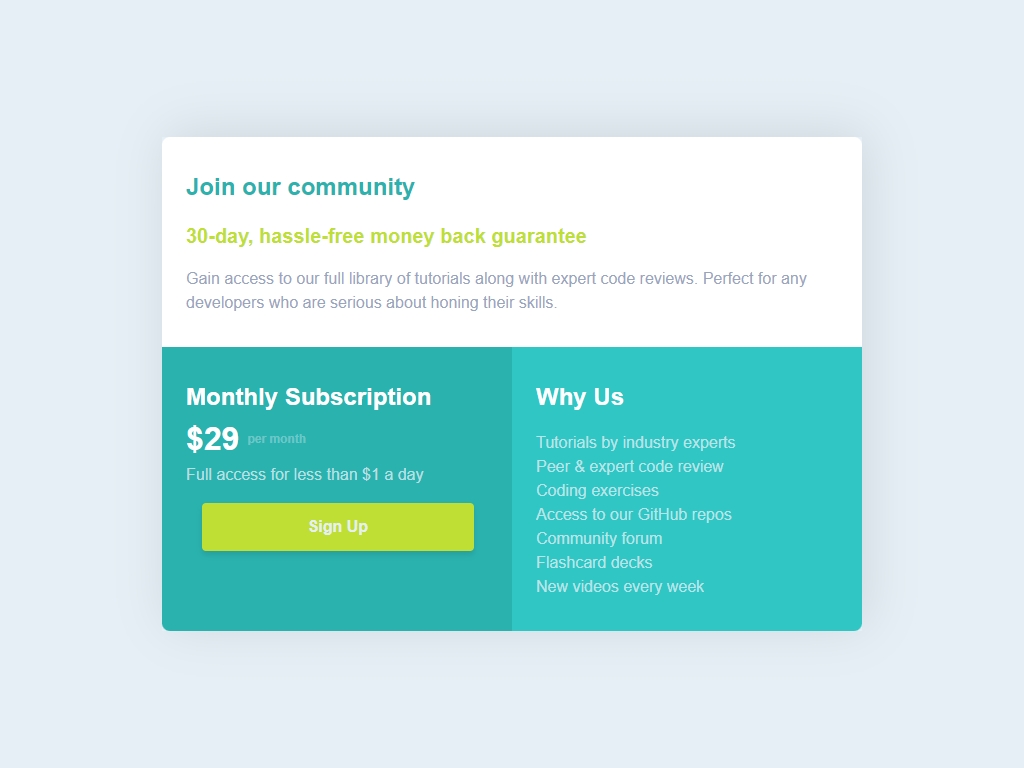 Join our community
30-day, hassle-free money back guarantee
Gain access to our full library of tutorials along with expert code reviews. Perfect for any
developers who are serious about honing their skills.
Monthly Subscription
$29 per month
Full access for less than $1 a day
Sign Up
Why Us
Tutorials by industry experts
Peer & expert code review
Coding exercises
Access to our GitHub repos
Community forum
Flashcard decks
New videos every week